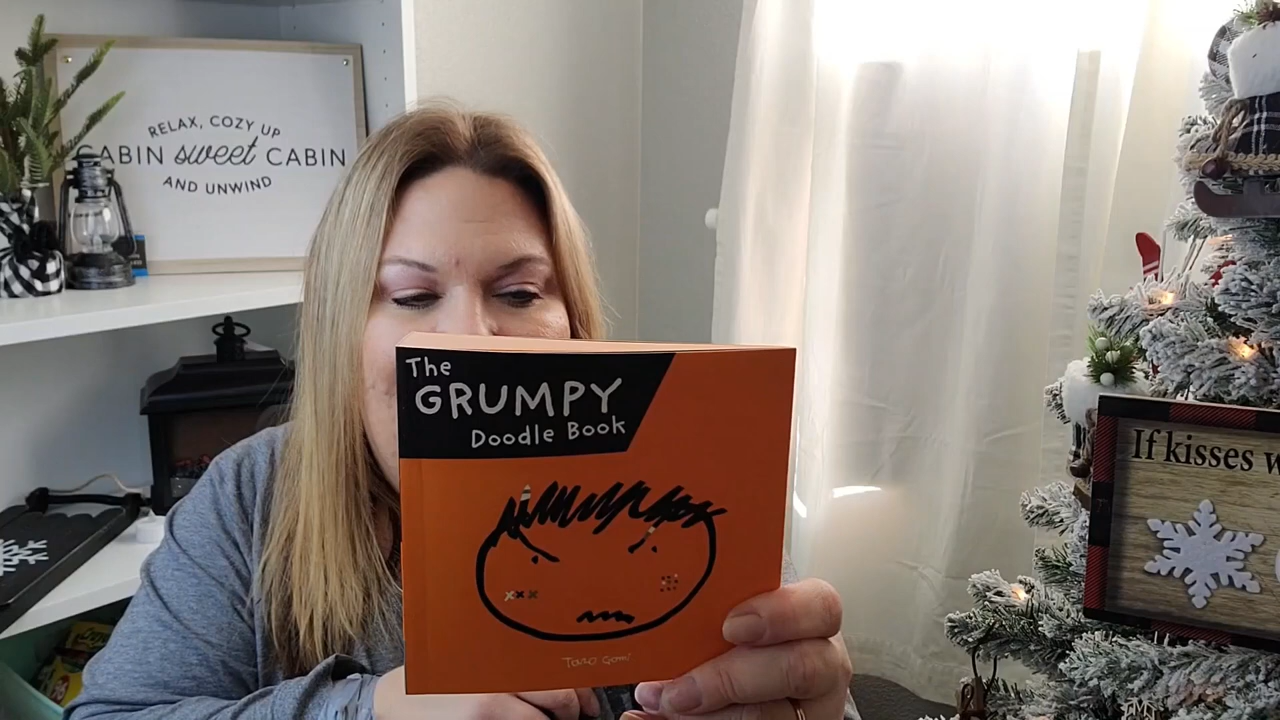 RELAX, COZY UP
CABIN sweet CABIN
AND UNWIND
The
GRUMPY
Doodle Book
Taro Gomi
If kisses